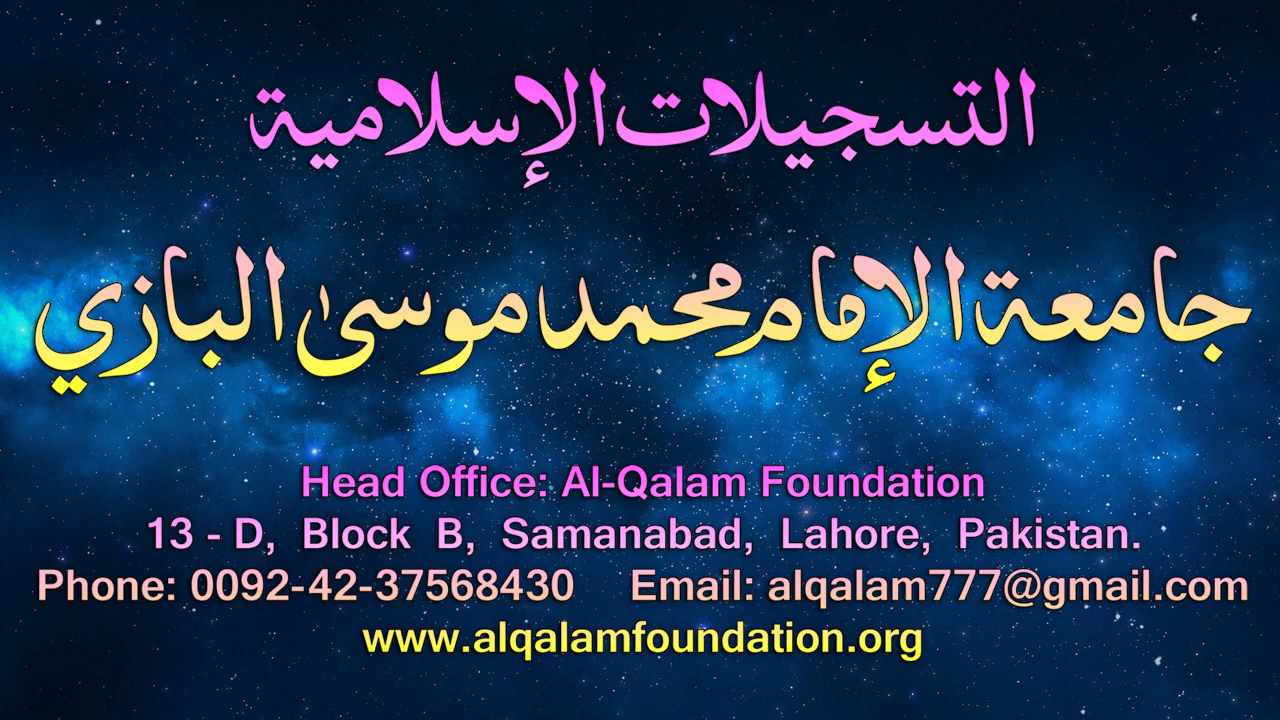 التسجيلات الإسلامية
جامعة الإمام محمد موسىٰ البازي
Head Office: Al-Qalam Foundation
13 - D, Block B, Samanabad, Lahore, Pakistan.
Phone: 0092-42-37568430 Email: alqalam777@gmail.com
www.alqalamfoundation.org